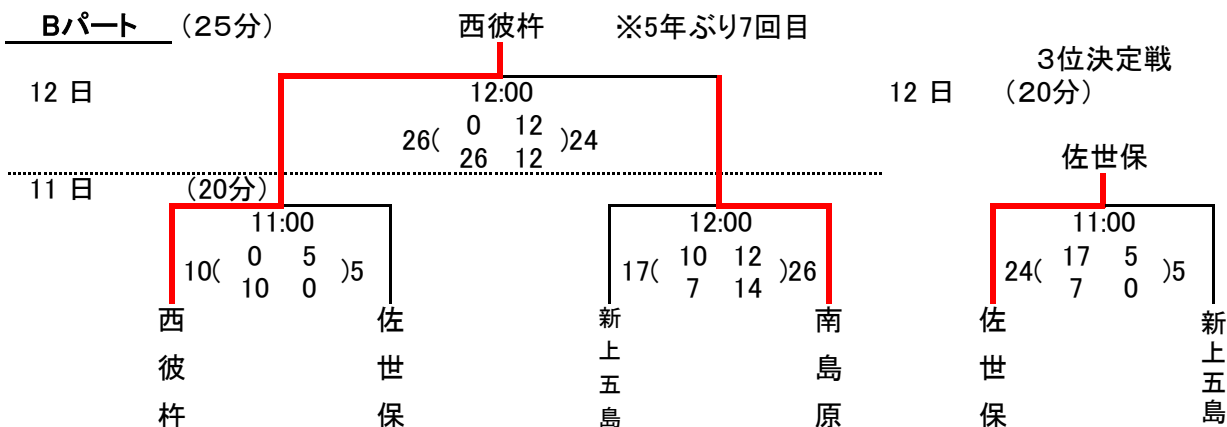 Bパート （25分） 西彼杵 ※5年ぶり7回目
3位決定戦
12 日 12:00 12 日 （20分）
26( 0 12 )24
26 12
佐世保
11 日 （20分）
11:00 12:00 11:00
10( 0 5 )5 17( 10 12 )26 24( 17 5 )5
10 0 7 14 7 0
西彼杵 佐世保 新上五島 南島原 佐世保 新上五島